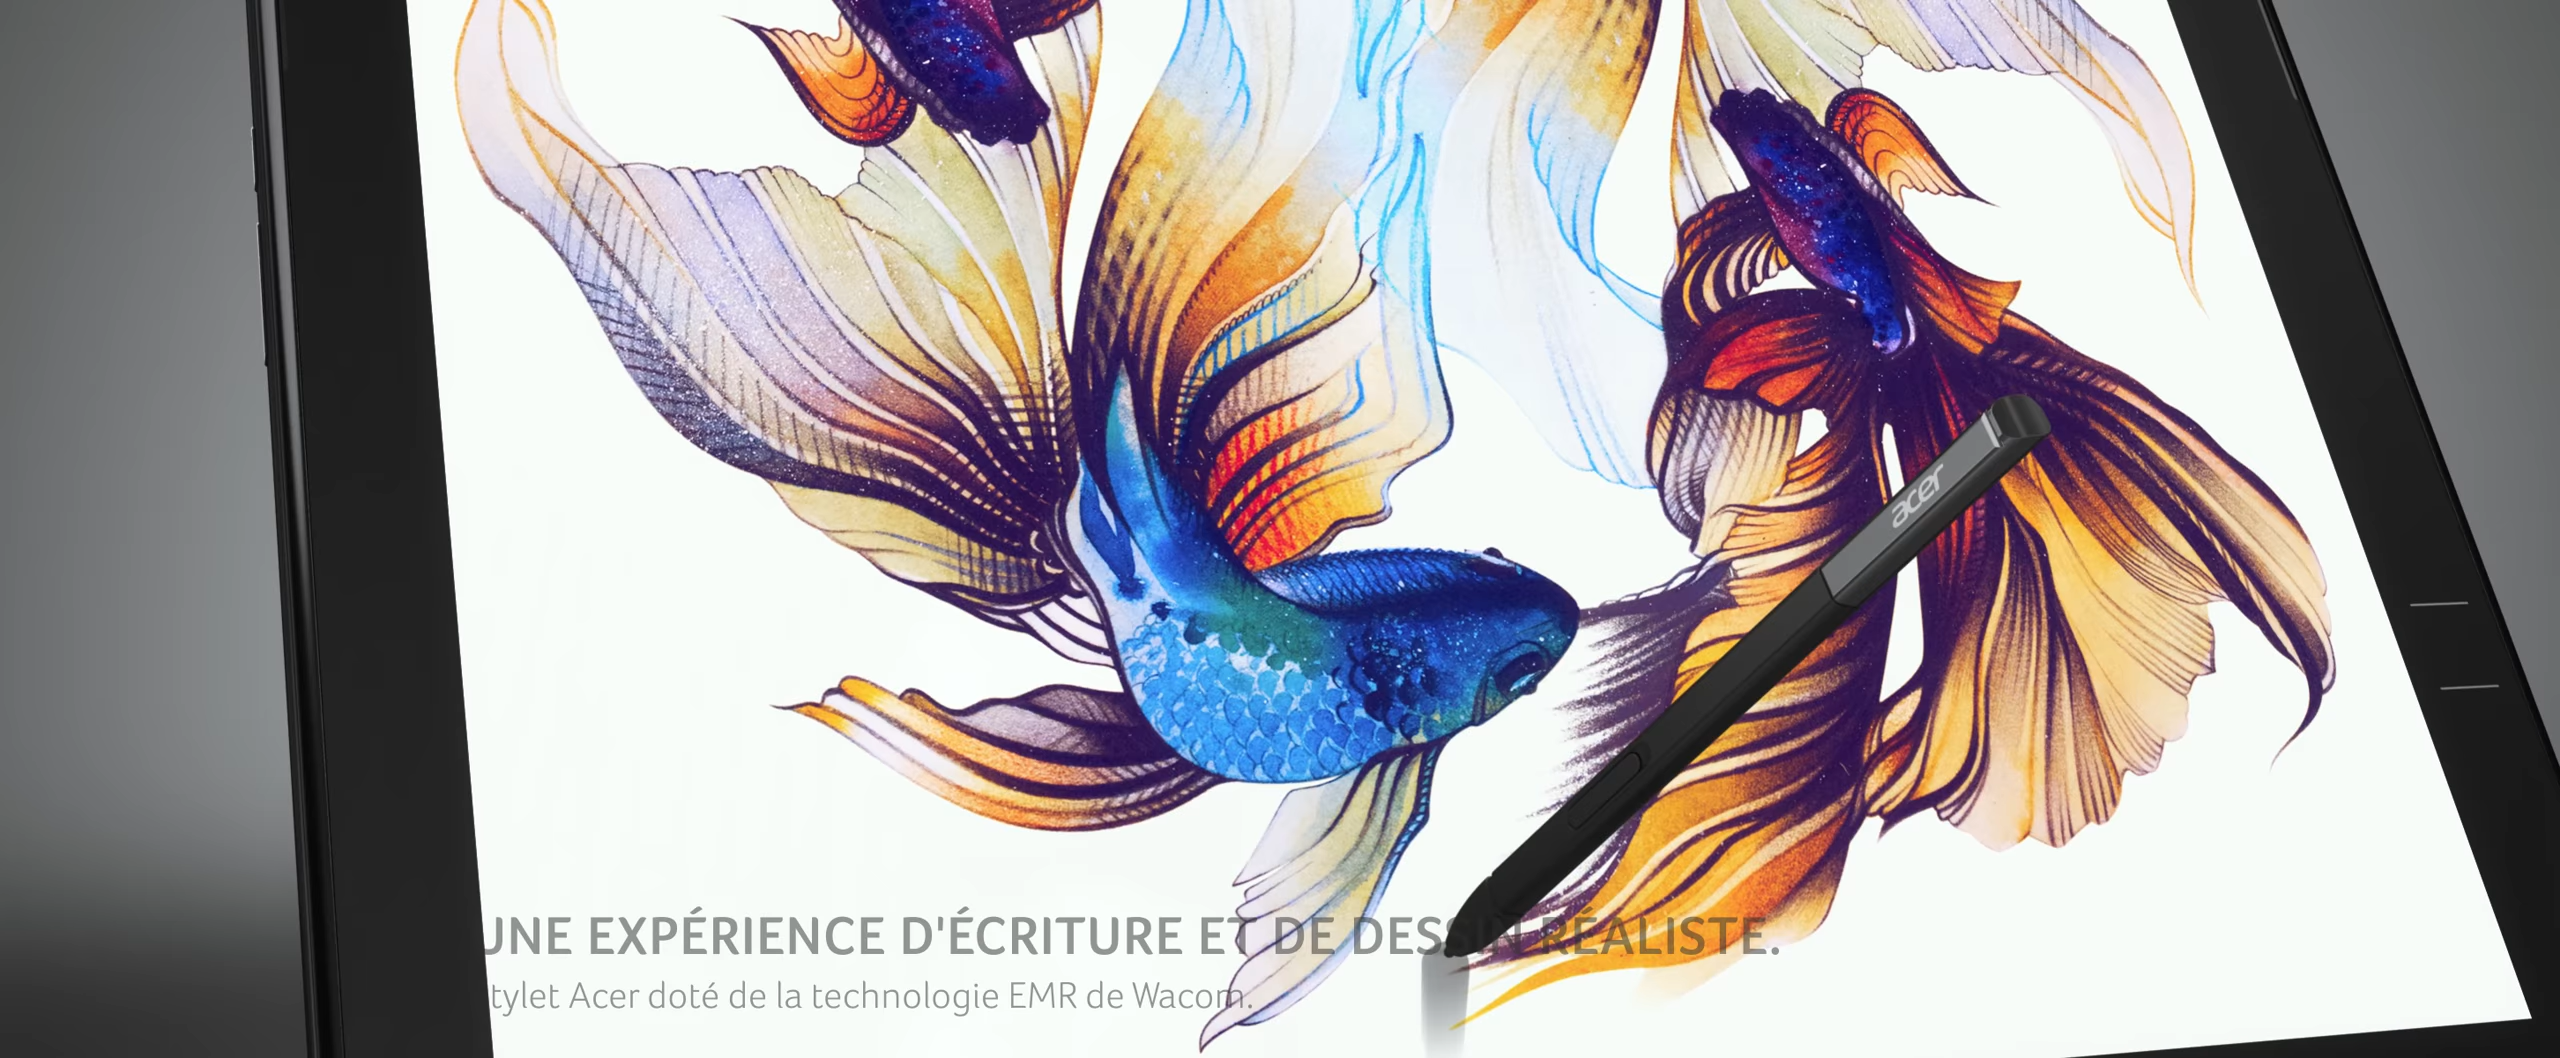 acer
UNE EXPÉRIENCE D'ÉCRITURE ET DE DESSIN RÉALISTE.
tylet Acer doté de la technologie EMR de Wacom.